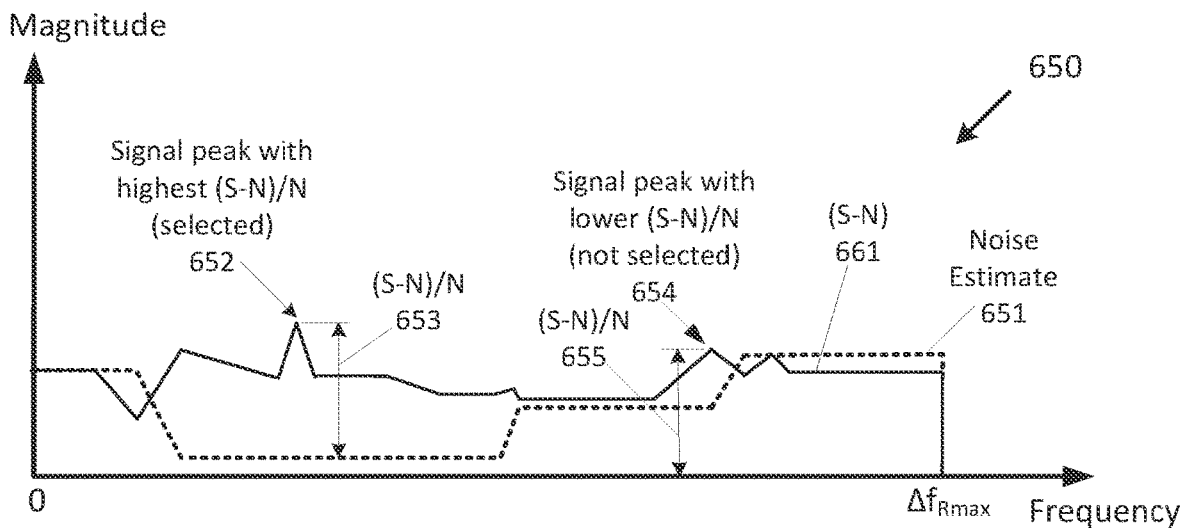 Magnitude
650
Signal peak with
highest (S-N)/N
(selected)
652
(S-N)/N
653
Signal peak with
lower (S-N)/N
(not selected)
654
(S-N)/N
655
(S-N)
661
Noise
Estimate
651
0
Δf_Rmax
Frequency